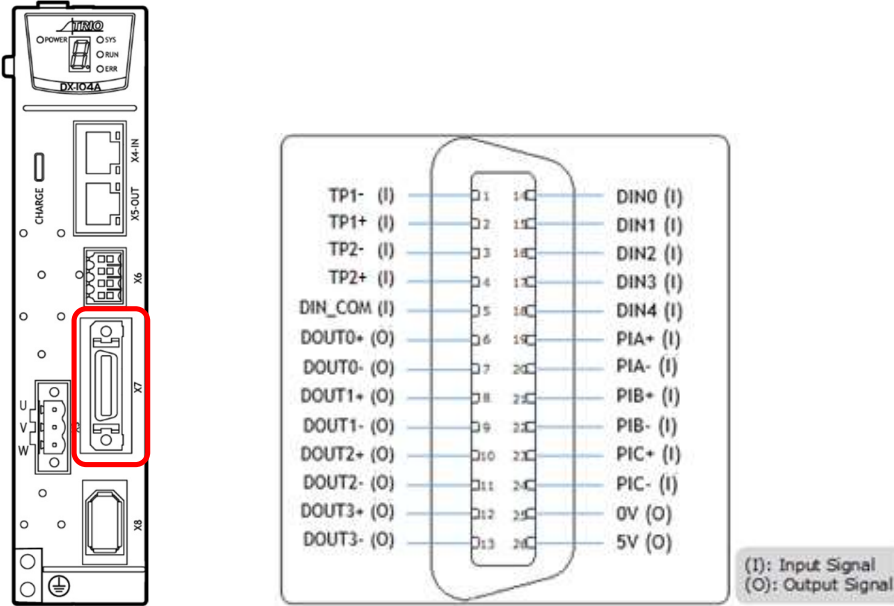 TRIO
POWER
SYS
RUN
ERR
8.
DX-IO4A
X4-IN
X5-OUT
CHARGE
X6
X7
U
V
W
X8
TP1- (I) 1 14 DIN0 (I)
TP1+ (I) 2 15 DIN1 (I)
TP2- (I) 3 16 DIN2 (I)
TP2+ (I) 4 17 DIN3 (I)
DIN_COM (I) 5 18 DIN4 (I)
DOUT0+ (O) 6 19 PIA+ (I)
DOUT0- (O) 7 20 PIA- (I)
DOUT1+ (O) 8 21 PIB+ (I)
DOUT1- (O) 9 22 PIB- (I)
DOUT2+ (O) 10 23 PIC+ (I)
DOUT2- (O) 11 24 PIC- (I)
DOUT3+ (O) 12 25 0V (O)
DOUT3- (O) 13 26 5V (O)
(I): Input Signal
(O): Output Signal